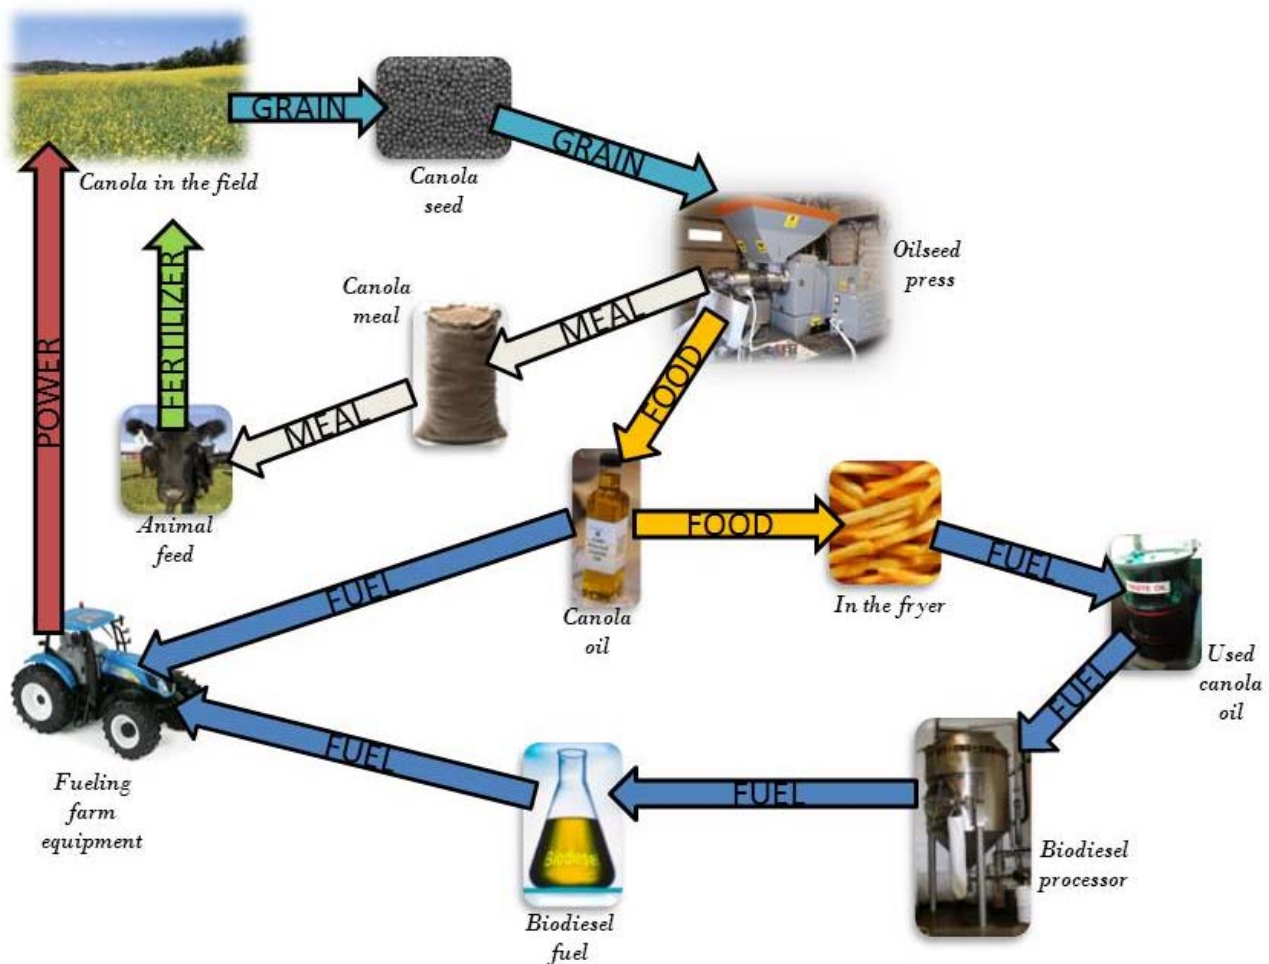 GRAIN
GRAIN
Canola in the field
Canola
seed
Oilseed
press
POWER
FERTILIZER
Canola
meal
MEAL
MEAL
FOOD
Animal
feed
FOOD
FUEL
FUEL
WASTE OIL
In the fryer
Canola
oil
Used
canola
oil
FUEL
FUEL
FUEL
Fueling
farm
equipment
Biodiesel
Biodiesel
processor
Biodiesel
fuel